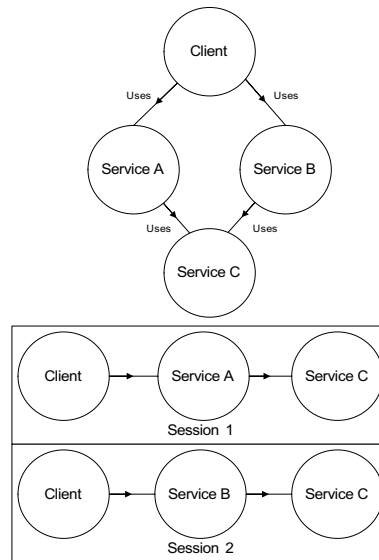 Client
Uses
Uses
Service A
Service B
Uses
Uses
Service C
Client
Service A
Service C
Session 1
Client
Service B
Service C
Session 2